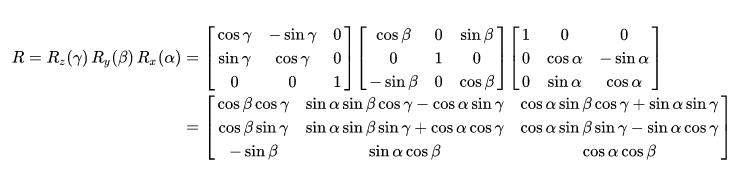 R = R_z(γ) R_y(β) R_x(α) = [cos γ −sin γ 0; sin γ cos γ 0; 0 0 1] [cos β 0 sin β; 0 1 0; −sin β 0 cos β] [1 0 0; 0 cos α −sin α; 0 sin α cos α]
= [cos β cos γ sin α sin β cos γ − cos α sin γ cos α sin β cos γ + sin α sin γ; cos β sin γ sin α sin β sin γ + cos α cos γ cos α sin β sin γ − sin α cos γ; −sin β sin α cos β cos α cos β]